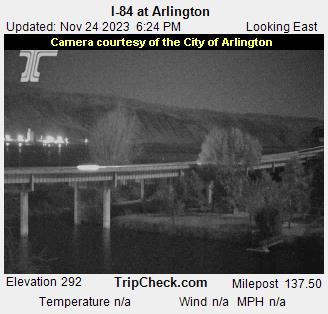 I-84 at Arlington
Updated: Nov 24 2023 6:24 PM Looking East
Camera courtesy of the City of Arlington
Elevation 292 TripCheck.com Milepost 137.50
Temperature n/a Wind n/a MPH n/a